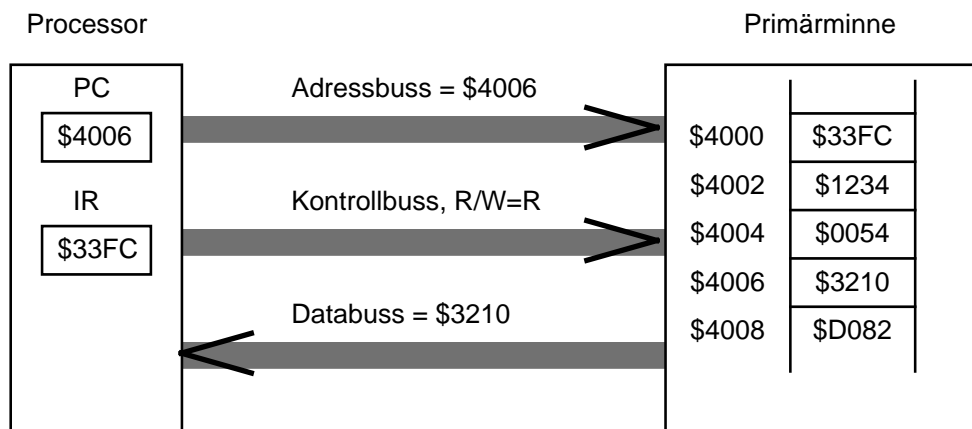 Processor
Primärminne
PC
$4006
IR
$33FC
Adressbuss = $4006
Kontrollbuss, R/W=R
Databuss = $3210
$4000 $33FC
$4002 $1234
$4004 $0054
$4006 $3210
$4008 $D082